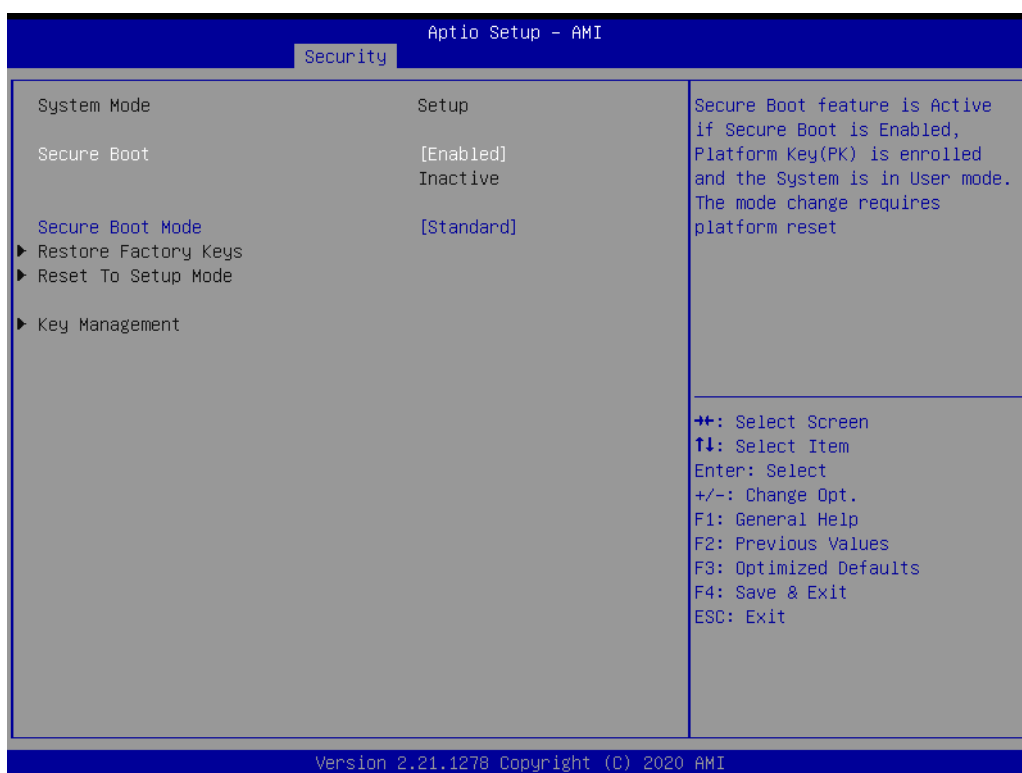 Aptio Setup – AMI
Security
System Mode Setup
Secure Boot [Enabled]
Inactive
Secure Boot Mode [Standard]
▶ Restore Factory Keys
▶ Reset To Setup Mode
▶ Key Management
Secure Boot feature is Active
if Secure Boot is Enabled,
Platform Key(PK) is enrolled
and the System is in User mode.
The mode change requires
platform reset
→←: Select Screen
↑↓: Select Item
Enter: Select
+/-: Change Opt.
F1: General Help
F2: Previous Values
F3: Optimized Defaults
F4: Save & Exit
ESC: Exit
Version 2.21.1278 Copyright (C) 2020 AMI